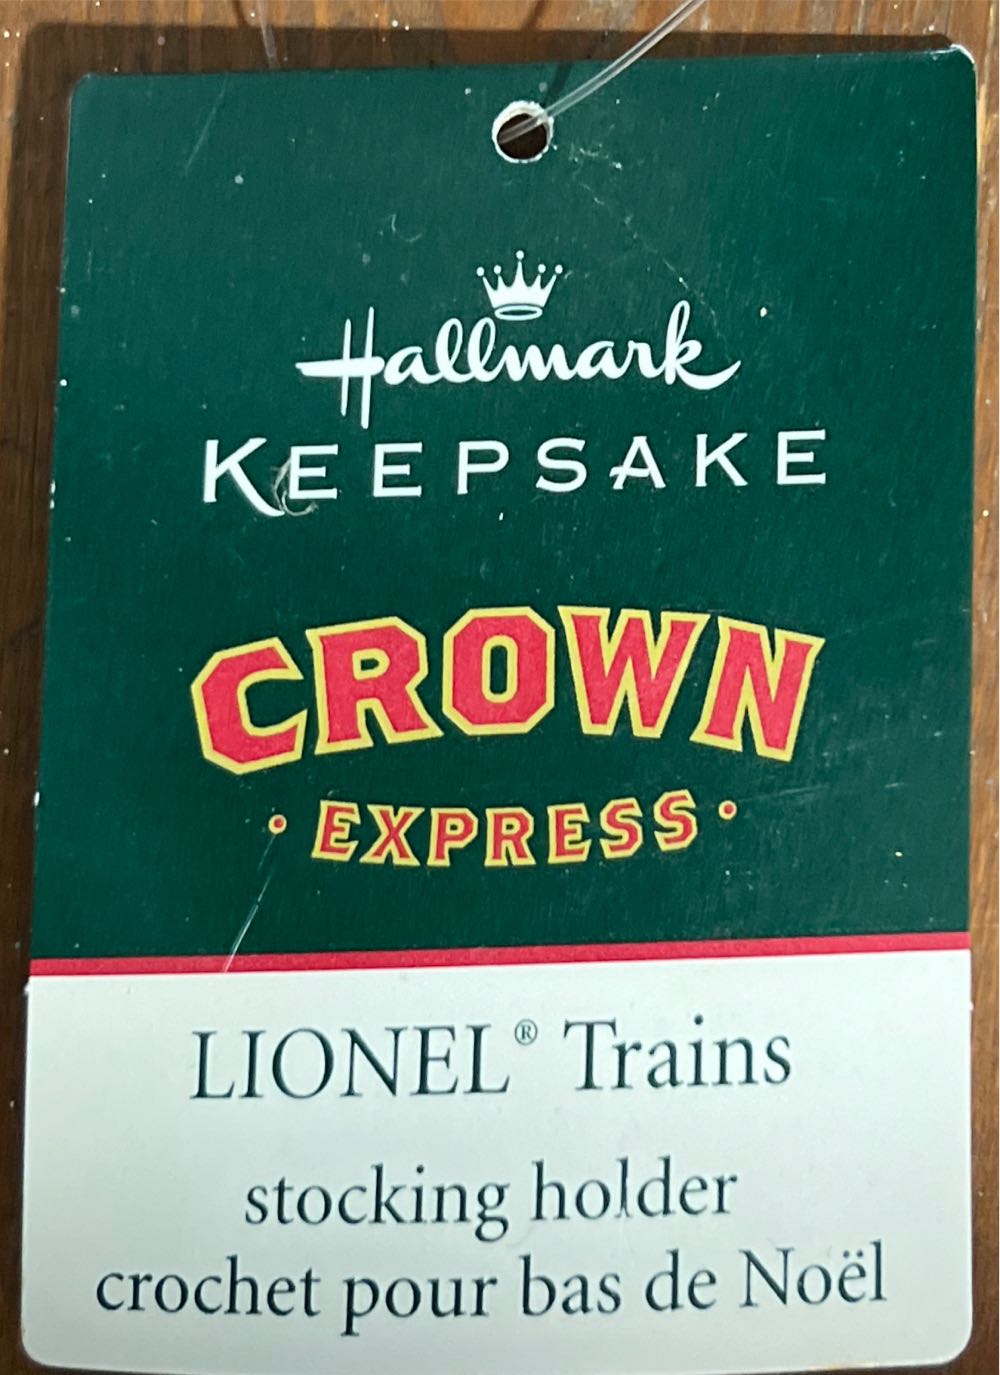 Hallmark
KEEPSAKE
CROWN
• EXPRESS •
LIONEL® Trains
stocking holder
crochet pour bas de Noël